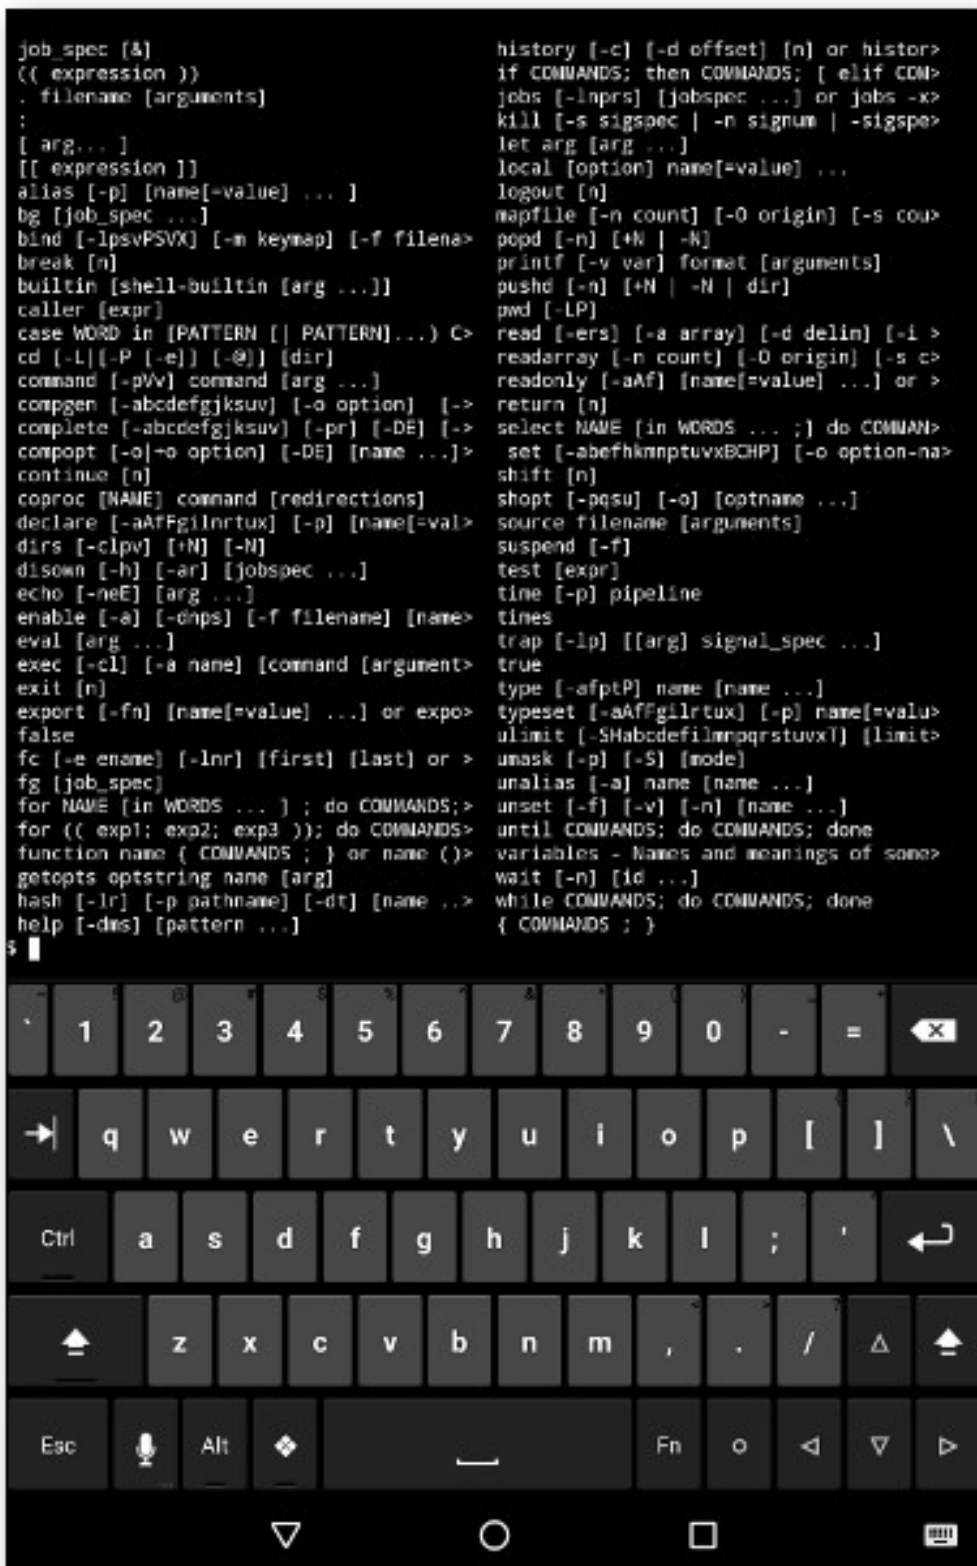 job_spec [&]
(( expression ))
. filename [arguments]
:
[ arg... ]
[[ expression ]]
alias [-p] [name[=value] ... ]
bg [job_spec ...]
bind [-lpsvPSVX] [-m keymap] [-f filena>
break [n]
builtin [shell-builtin [arg ...]]
caller [expr]
case WORD in [PATTERN [| PATTERN]...) C>
cd [-L|[-P [-e]] [-@]] [dir]
command [-pVv] command [arg ...]
compgen [-abcdefgjksuv] [-o option]  [->
complete [-abcdefgjksuv] [-pr] [-DE] [->
compopt [-o|+o option] [-DE] [name ...]>
continue [n]
coproc [NAME] command [redirections]
declare [-aAfFgilnrtux] [-p] [name[=val>
dirs [-clpv] [+N] [-N]
disown [-h] [-ar] [jobspec ...]
echo [-neE] [arg ...]
enable [-a] [-dnps] [-f filename] [name>
eval [arg ...]
exec [-cl] [-a name] [command [argument>
exit [n]
export [-fn] [name[=value] ...] or expo>
false
fc [-e ename] [-lnr] [first] [last] or >
fg [job_spec]
for NAME [in WORDS ... ] ; do COMMANDS;>
for (( exp1; exp2; exp3 )); do COMMANDS>
function name { COMMANDS ; } or name ()>
getopts optstring name [arg]
hash [-lr] [-p pathname] [-dt] [name ..>
help [-dms] [pattern ...]
history [-c] [-d offset] [n] or histor>
if COMMANDS; then COMMANDS; [ elif COM>
jobs [-lnprs] [jobspec ...] or jobs -x>
kill [-s sigspec | -n signum | -sigspe>
let arg [arg ...]
local [option] name[=value] ...
logout [n]
mapfile [-n count] [-O origin] [-s cou>
popd [-n] [+N | -N]
printf [-v var] format [arguments]
pushd [-n] [+N | -N | dir]
pwd [-LP]
read [-ers] [-a array] [-d delim] [-i >
readarray [-n count] [-O origin] [-s c>
readonly [-aAf] [name[=value] ...] or >
return [n]
select NAME [in WORDS ... ;] do COMMAN>
set [-abefhkmnptuvxBCHP] [-o option-na>
shift [n]
shopt [-pqsu] [-o] [optname ...]
source filename [arguments]
suspend [-f]
test [expr]
time [-p] pipeline
times
trap [-lp] [[arg] signal_spec ...]
true
type [-afptP] name [name ...]
typeset [-aAfFgilrtux] [-p] name[=valu>
ulimit [-SHabcdefilmnpqrstuvxT] [limit>
umask [-p] [-S] [mode]
unalias [-a] name [name ...]
unset [-f] [-v] [-n] [name ...]
until COMMANDS; do COMMANDS; done
variables - Names and meanings of some>
wait [-n] [id ...]
while COMMANDS; do COMMANDS; done
{ COMMANDS ; }
$
` 1 2 3 4 5 6 7 8 9 0 - =
q w e r t y u i o p [ ] \
Ctrl a s d f g h j k l ; '
z x c v b n m , . /
Esc Alt Fn